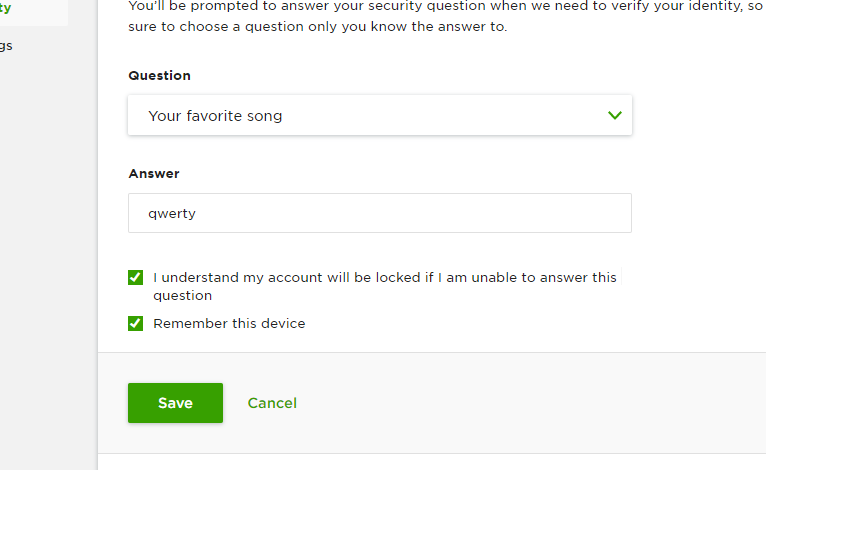 ty
gs
You'll be prompted to answer your security question when we need to verify your identity, so
sure to choose a question only you know the answer to.
Question
Your favorite song
Answer
qwerty
I understand my account will be locked if I am unable to answer this
question
Remember this device
Save Cancel